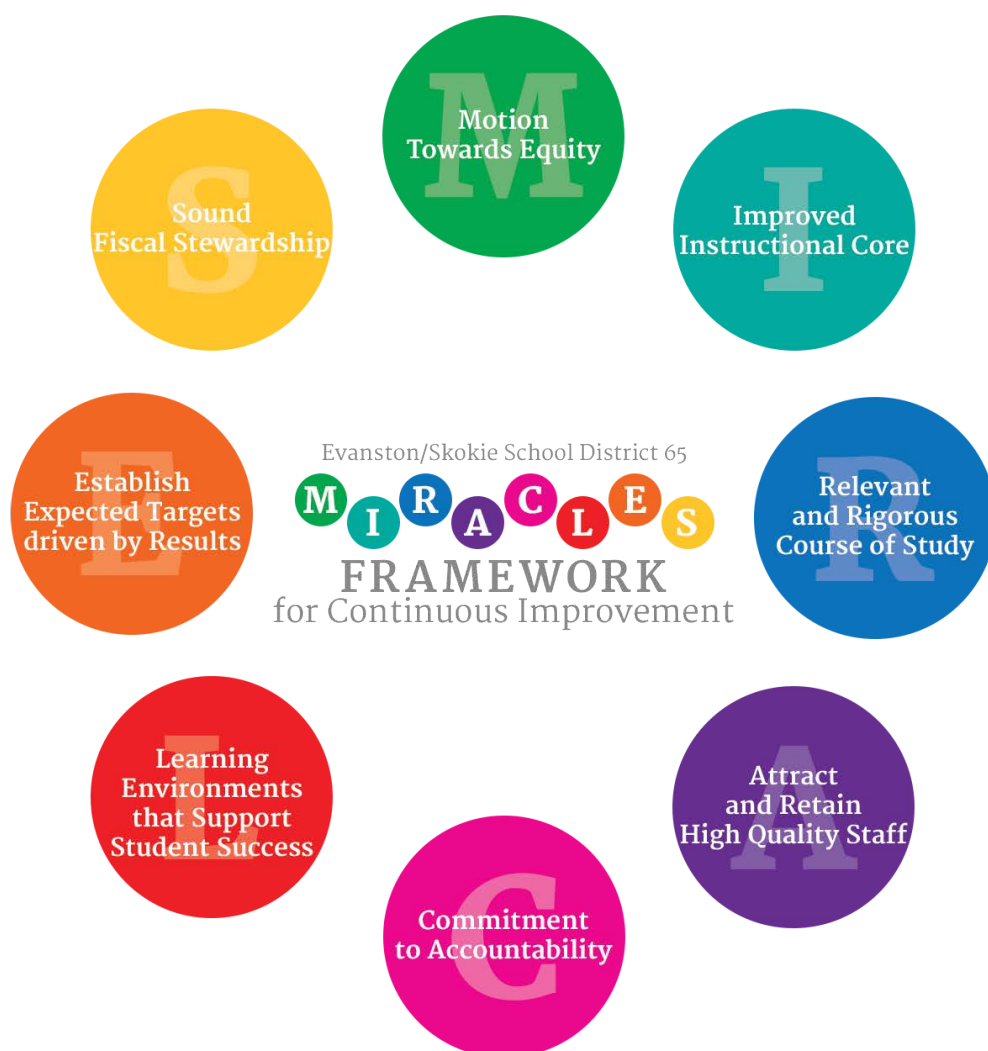 M
Motion
Towards Equity
I
Improved
Instructional Core
R
Relevant
and Rigorous
Course of Study
A
Attract
and Retain
High Quality Staff
C
Commitment
to Accountability
L
Learning
Environments
that Support
Student Success
E
Establish
Expected Targets
driven by Results
S
Sound
Fiscal Stewardship
Evanston/Skokie School District 65
MIRACLES
FRAMEWORK
for Continuous Improvement